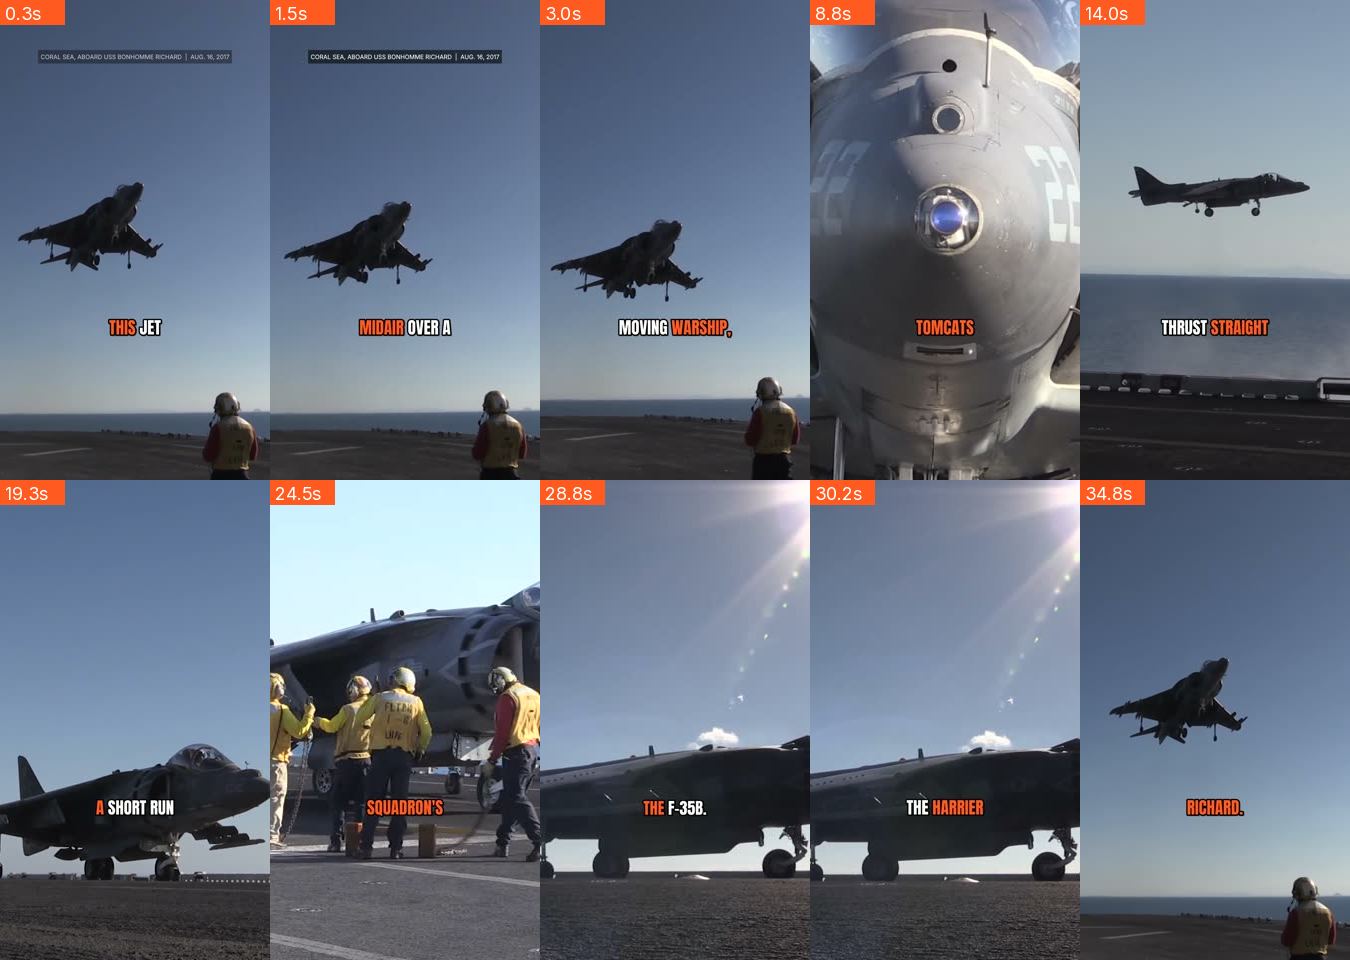 0.3s
CORAL SEA, ABOARD USS BONHOMME RICHARD | AUG. 16, 2017
THIS JET
1.5s
CORAL SEA, ABOARD USS BONHOMME RICHARD | AUG. 16, 2017
MIDAIR OVER A
3.0s
MOVING WARSHIP,
8.8s
22
22
TOMCATS
14.0s
THRUST STRAIGHT
19.3s
A SHORT RUN
24.5s
SQUADRON'S
28.8s
THE F-35B.
30.2s
THE HARRIER
34.8s
RICHARD.